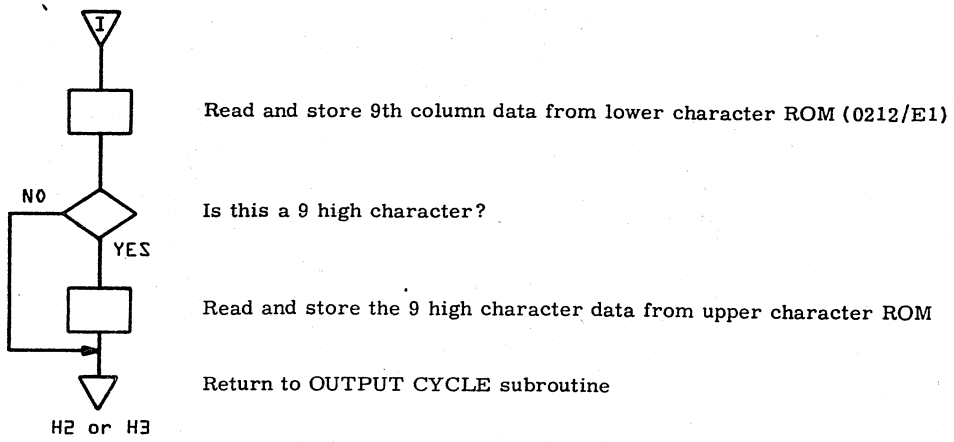 I
Read and store 9th column data from lower character ROM (0212/E1)
NO
Is this a 9 high character?
YES
Read and store the 9 high character data from upper character ROM
Return to OUTPUT CYCLE subroutine
H2 or H3